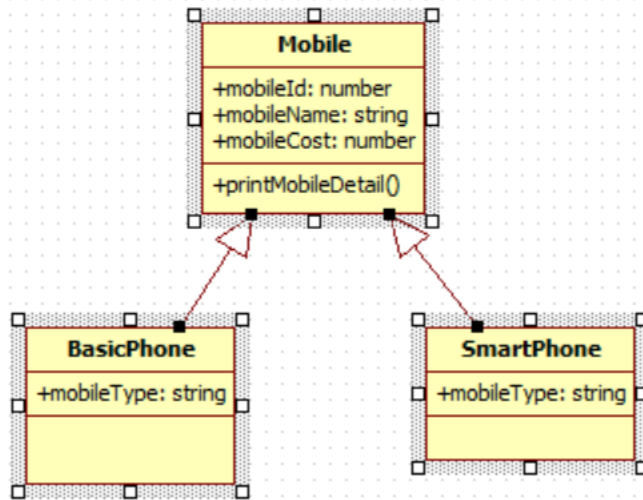 Mobile
+mobileId: number
+mobileName: string
+mobileCost: number
+printMobileDetail()
BasicPhone
+mobileType: string
SmartPhone
+mobileType: string